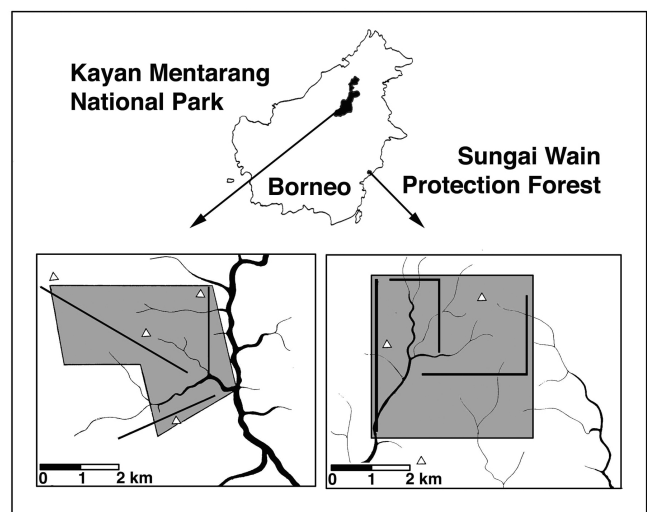 Kayan Mentarang
National Park
Sungai Wain
Protection Forest
Borneo
0 1 2 km
0 1 2 km